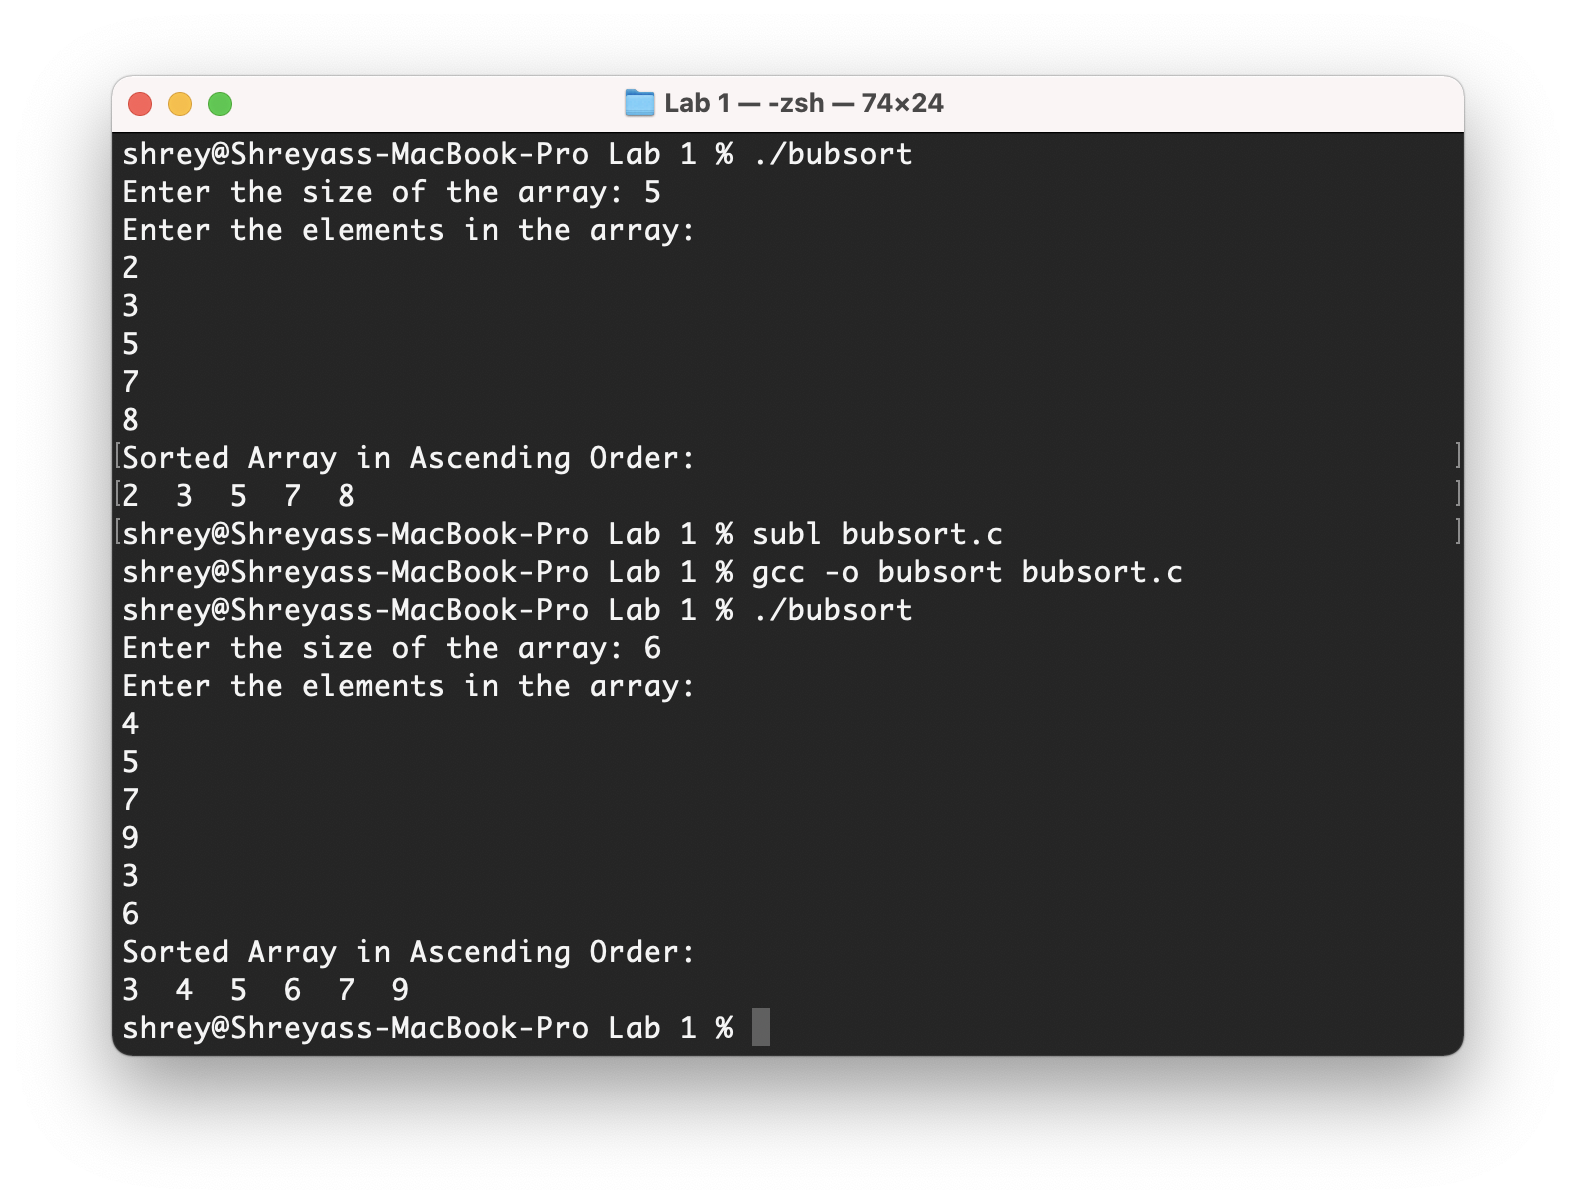 Lab 1 — -zsh — 74×24
shrey@Shreyass-MacBook-Pro Lab 1 % ./bubsort
Enter the size of the array: 5
Enter the elements in the array:
2
3
5
7
8
[Sorted Array in Ascending Order: ]
[2  3  5  7  8 ]
[shrey@Shreyass-MacBook-Pro Lab 1 % subl bubsort.c ]
shrey@Shreyass-MacBook-Pro Lab 1 % gcc -o bubsort bubsort.c
shrey@Shreyass-MacBook-Pro Lab 1 % ./bubsort
Enter the size of the array: 6
Enter the elements in the array:
4
5
7
9
3
6
Sorted Array in Ascending Order:
3  4  5  6  7  9
shrey@Shreyass-MacBook-Pro Lab 1 %